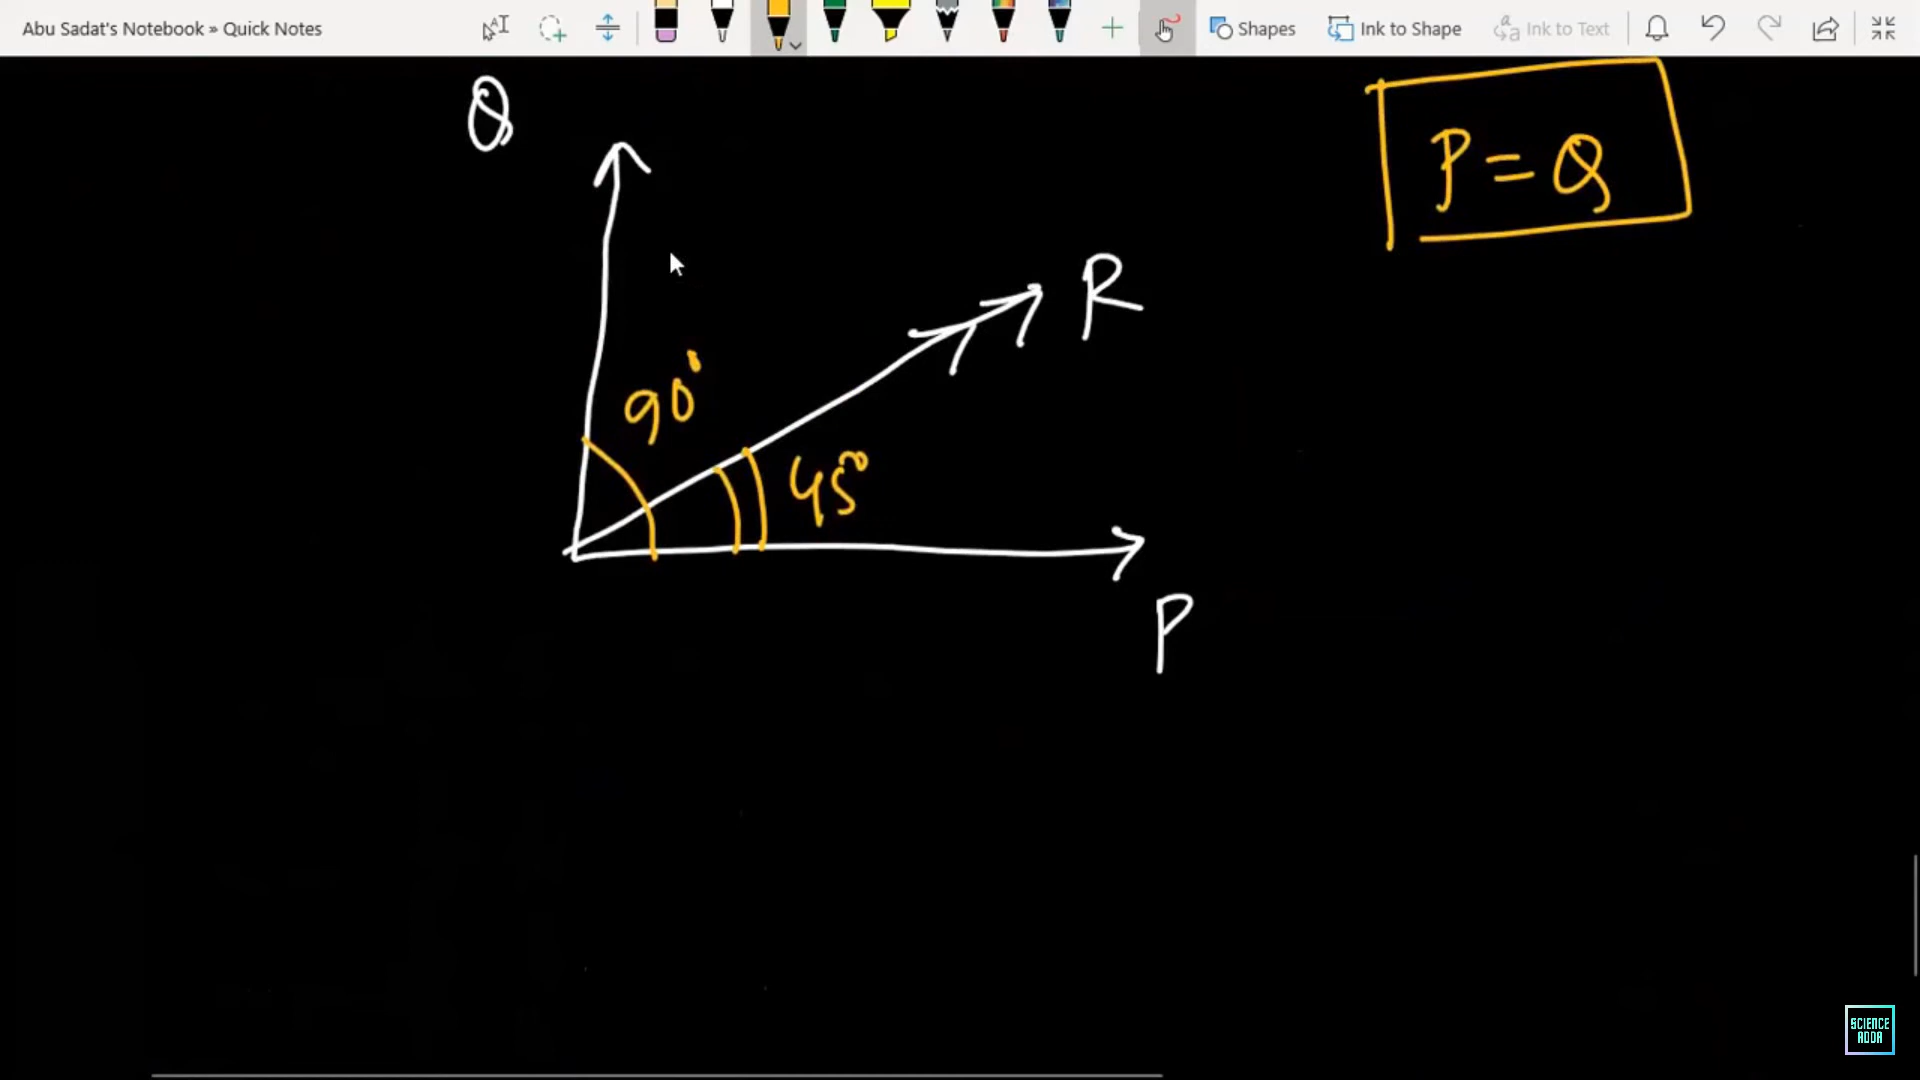 Abu Sadat's Notebook » Quick Notes
Shapes
Ink to Shape
Ink to Text
Q
P = Q
R
90°
45°
P
SCIENCE
ADDA